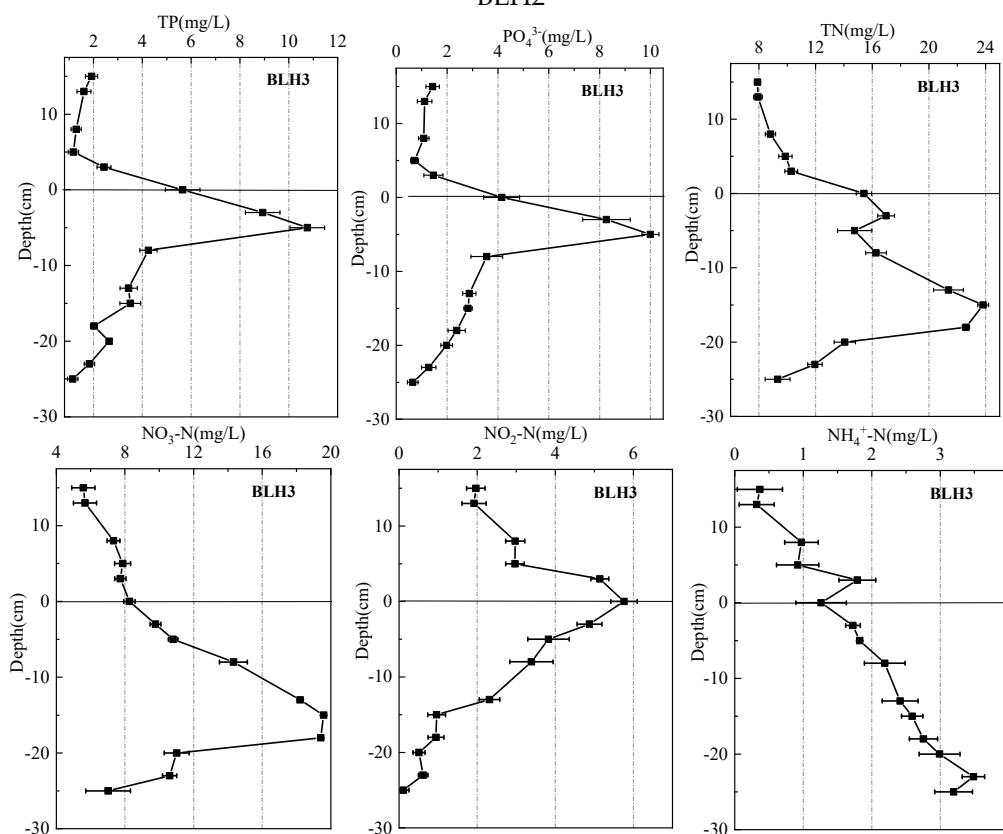 BLH2
TP(mg/L)
2 4 6 8 10 12
BLH3
Depth(cm)
10
0
-10
-20
-30
PO₄³⁻(mg/L)
0 2 4 6 8 10
BLH3
Depth(cm)
10
0
-10
-20
-30
TN(mg/L)
8 12 16 20 24
BLH3
Depth(cm)
10
0
-10
-20
-30
NO₃-N(mg/L)
4 8 12 16 20
BLH3
Depth(cm)
10
0
-10
-20
-30
NO₂-N(mg/L)
0 2 4 6
BLH3
Depth(cm)
10
0
-10
-20
-30
NH₄⁺-N(mg/L)
0 1 2 3
BLH3
Depth(cm)
10
0
-10
-20
-30